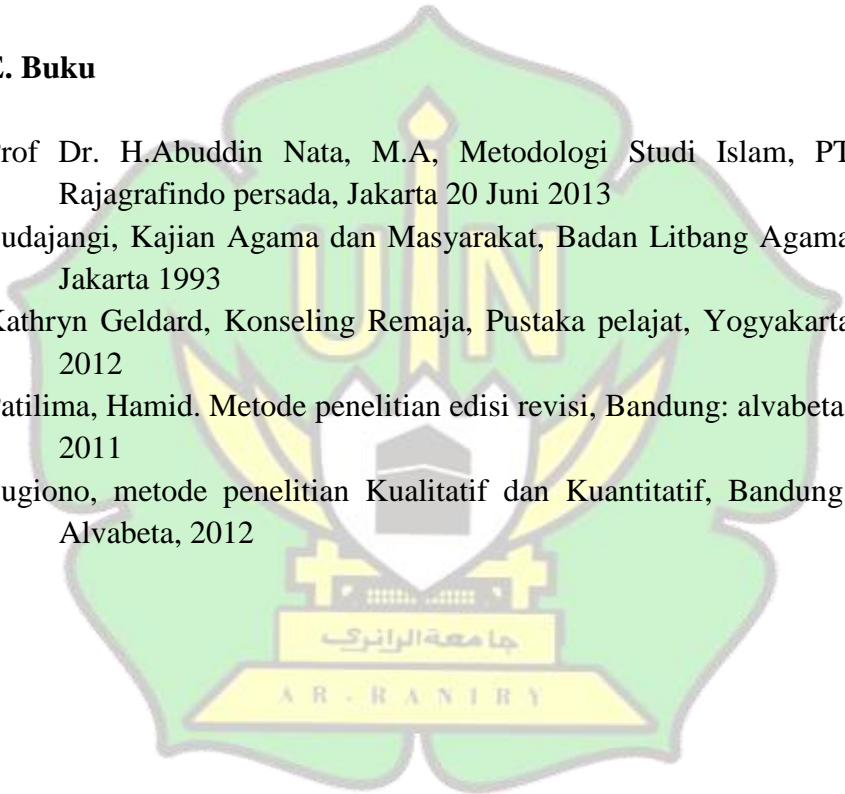 E. Buku
rof Dr. H.Abuddin Nata, M.A, Metodologi Studi Islam, PT
Rajagrafindo persada, Jakarta 20 Juni 2013
udajangi, Kajian Agama dan Masyarakat, Badan Litbang Agama
Jakarta 1993
Kathryn Geldard, Konseling Remaja, Pustaka pelajat, Yogyakarta
2012
atilima, Hamid. Metode penelitian edisi revisi, Bandung: alvabeta
2011
ugiono, metode penelitian Kualitatif dan Kuantitatif, Bandung
Alvabeta, 2012
UIN
جامعة الرانري
AR-RANIRY